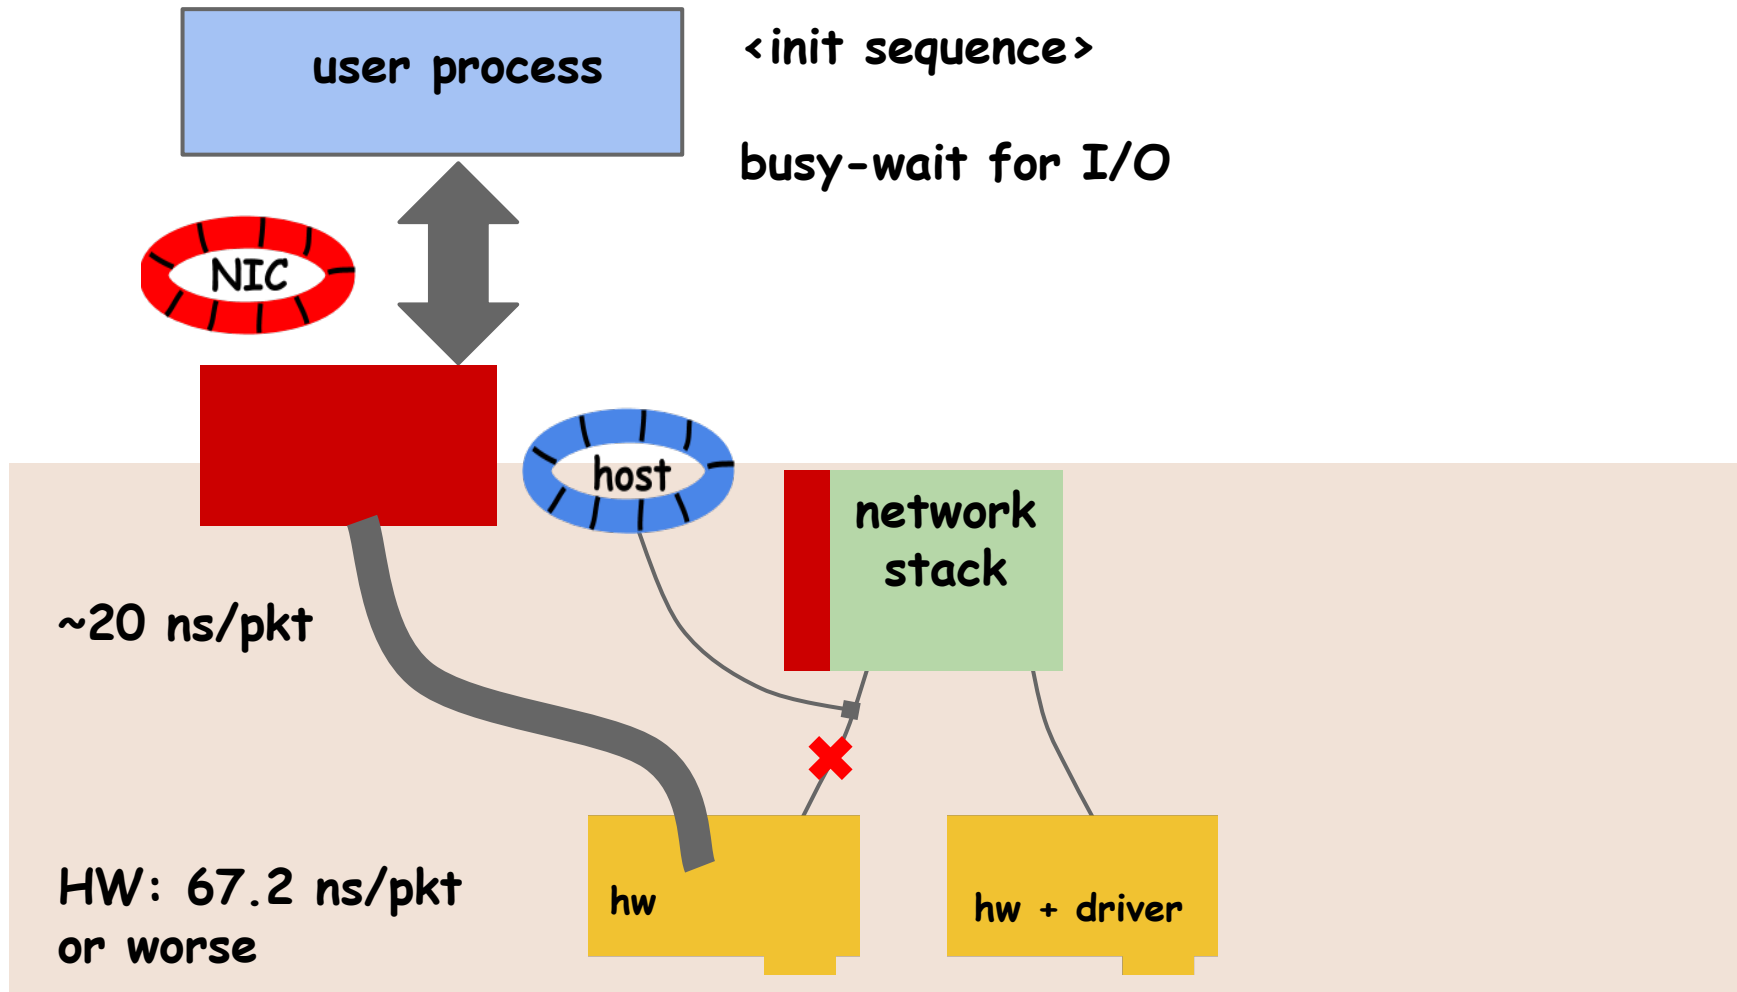 user process
<init sequence>
busy-wait for I/O
NIC
host
network
stack
~20 ns/pkt
HW: 67.2 ns/pkt
or worse
hw
hw + driver